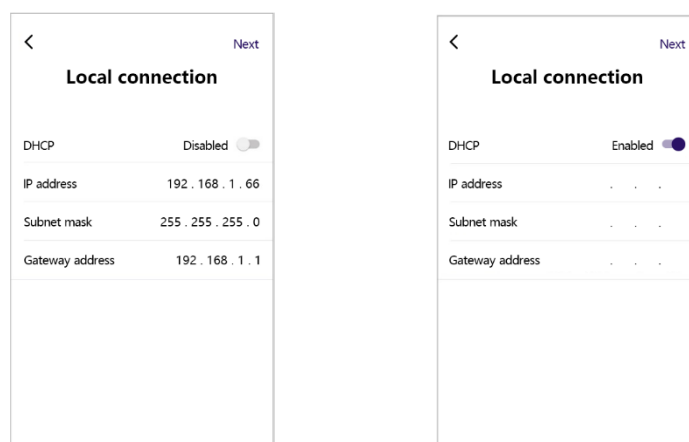 Next
Local connection
DHCP Disabled
IP address 192 . 168 . 1 . 66
Subnet mask 255 . 255 . 255 . 0
Gateway address 192 . 168 . 1 . 1
Next
Local connection
DHCP Enabled
IP address . . .
Subnet mask . . .
Gateway address . . .